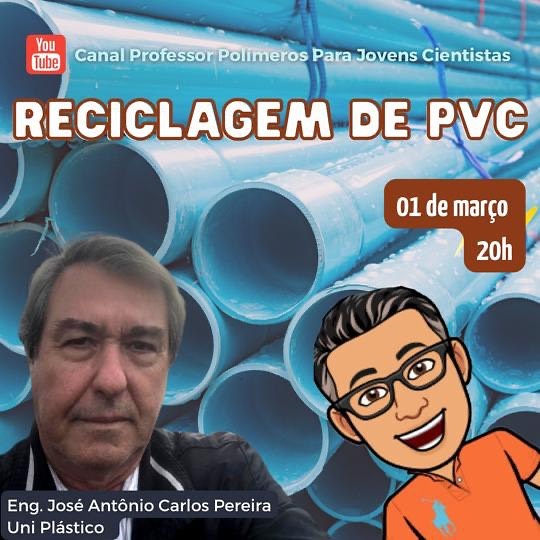 You
Tube
Canal Professor Polímeros Para Jovens Cientistas
RECICLAGEM DE PVC
01 de março
20h
Eng. José Antônio Carlos Pereira
Uni Plástico